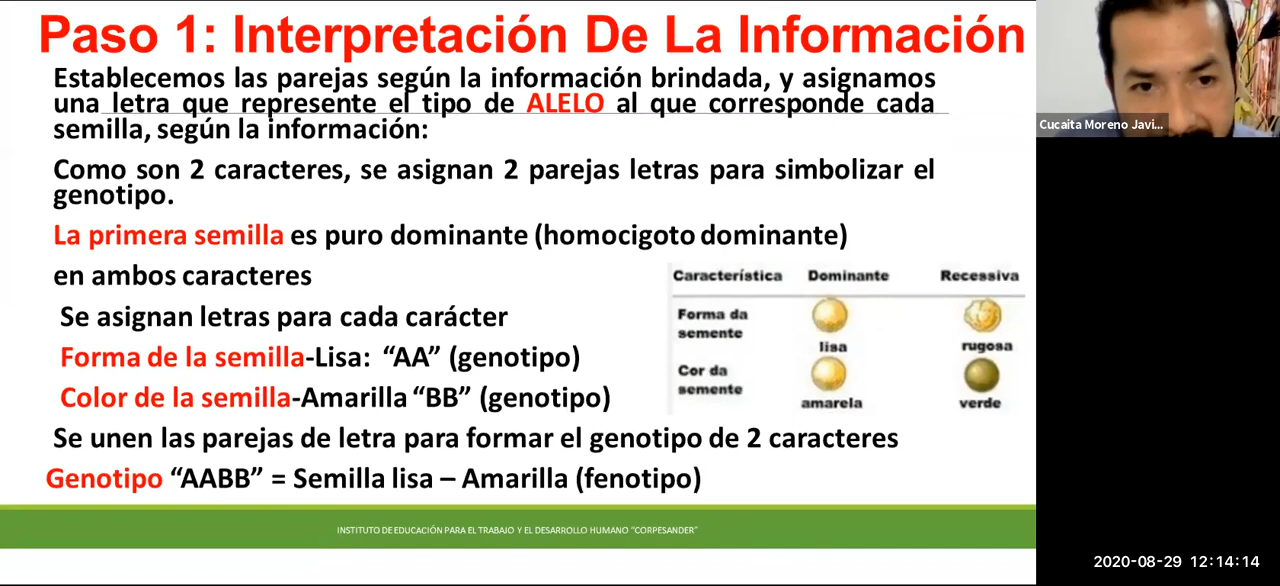 Paso 1: Interpretación De La Información
Establecemos las parejas según la información brindada, y asignamos
una letra que represente el tipo de ALELO al que corresponde cada
semilla, según la información:
Como son 2 caracteres, se asignan 2 parejas letras para simbolizar el
genotipo.
La primera semilla es puro dominante (homocigoto dominante)
en ambos caracteres
Se asignan letras para cada carácter
Forma de la semilla-Lisa: “AA” (genotipo)
Color de la semilla-Amarilla “BB” (genotipo)
Se unen las parejas de letra para formar el genotipo de 2 caracteres
Genotipo “AABB” = Semilla lisa – Amarilla (fenotipo)
Característica Dominante Recessiva
Forma da
semente
lisa rugosa
Cor da
semente
amarela verde
INSTITUTO DE EDUCACIÓN PARA EL TRABAJO Y EL DESARROLLO HUMANO “CORPESANDER”
Cucaita Moreno Javi...
2020-08-29 12:14:14